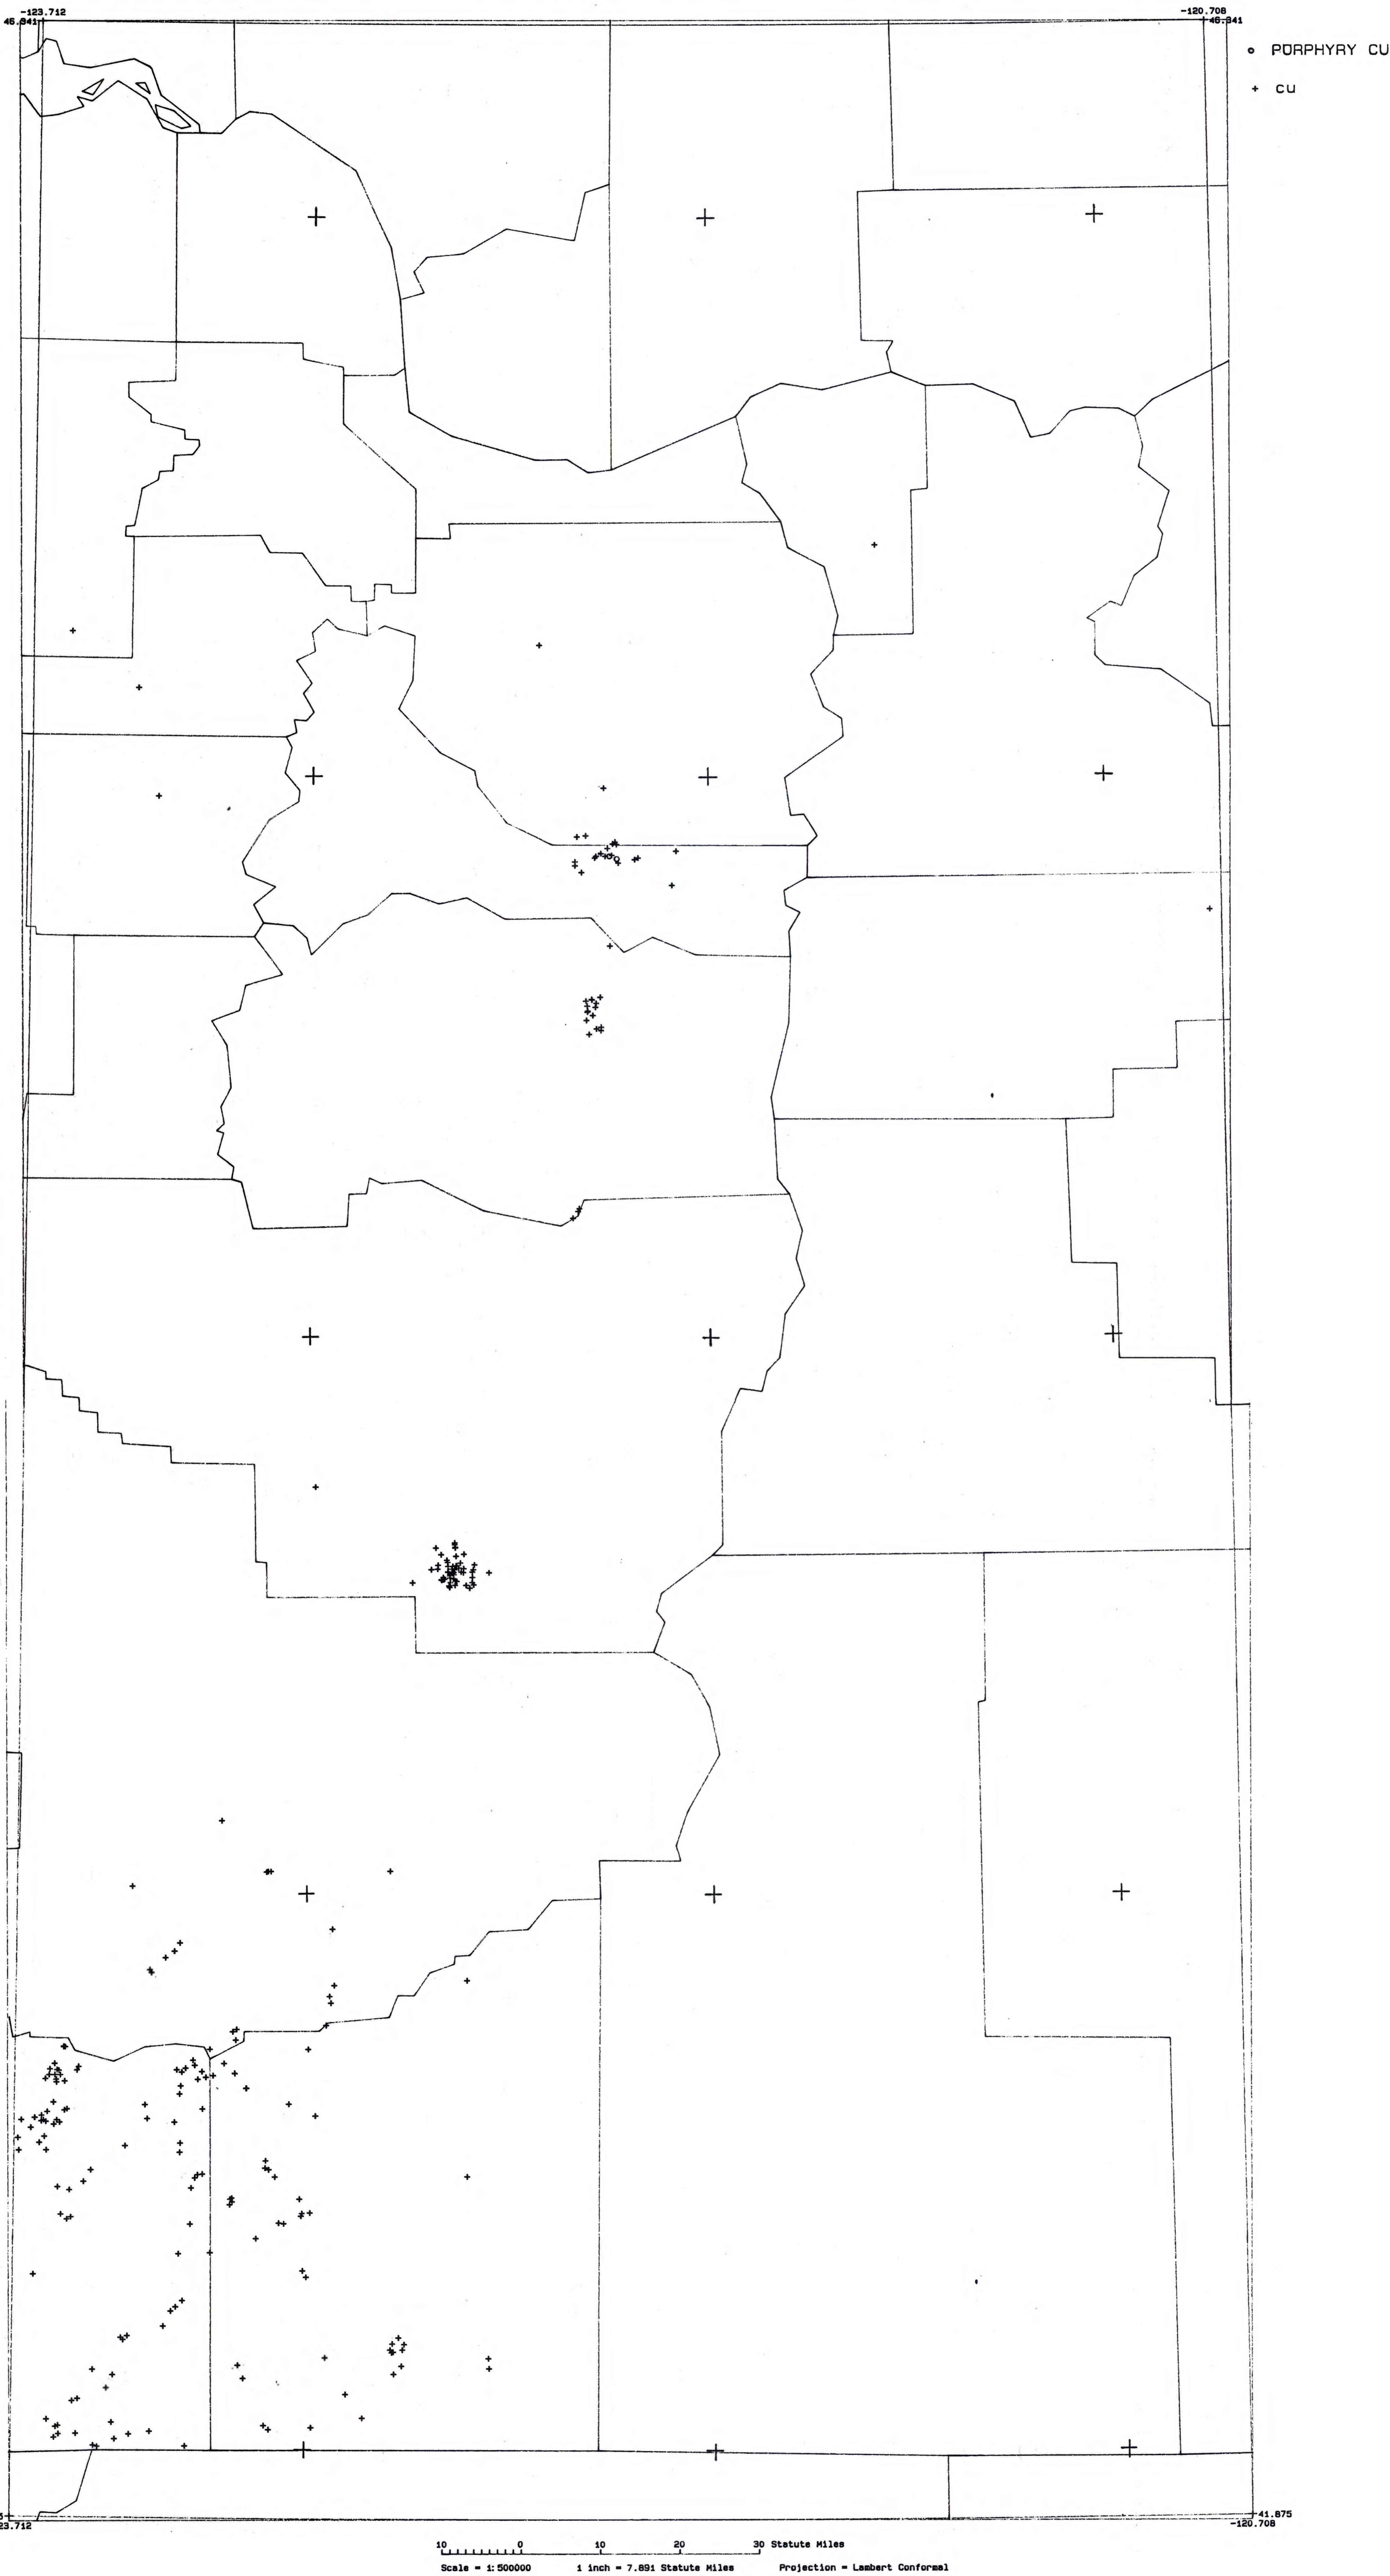 -123.712 -120.708
46.341 46.341
o PORPHYRY CU
+ CU
41.875
23.712 -120.708
10 0 10 20 30 Statute Miles
Scale = 1:500000 1 inch = 7.891 Statute Miles Projection = Lambert Conformal